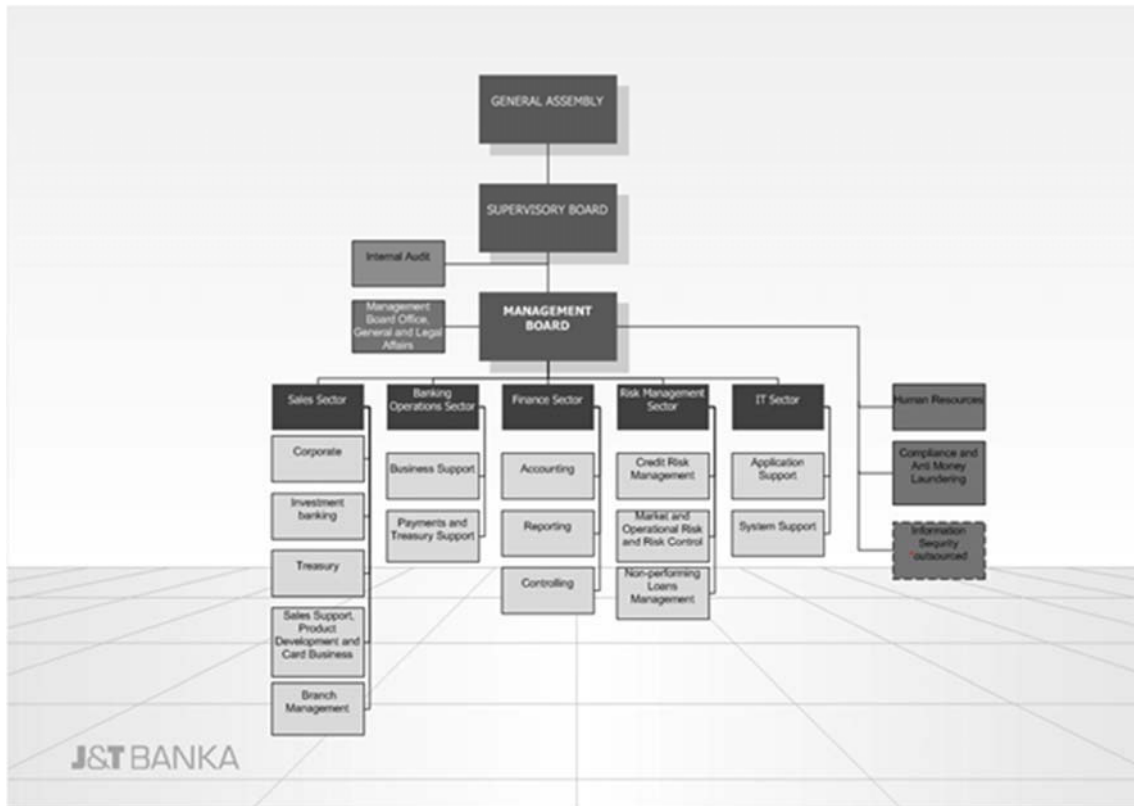 GENERAL ASSEMBLY
SUPERVISORY BOARD
Internal Audit
Management
Board Office,
General and Legal
Affairs
MANAGEMENT
BOARD
Sales Sector
Banking
Operations Sector
Finance Sector
Risk Management
Sector
IT Sector
Human Resources
Corporate
Business Support
Accounting
Credit Risk
Management
Application
Support
Compliance and
Anti Money
Laundering
Investment
banking
Payments and
Treasury Support
Reporting
Market and
Operational Risk
and Risk Control
System Support
Information
Sequrity
*outsourced
Treasury
Controlling
Non-performing
Loans
Management
Sales Support,
Product
Development and
Card Business
Branch
Management
J&T BANKA